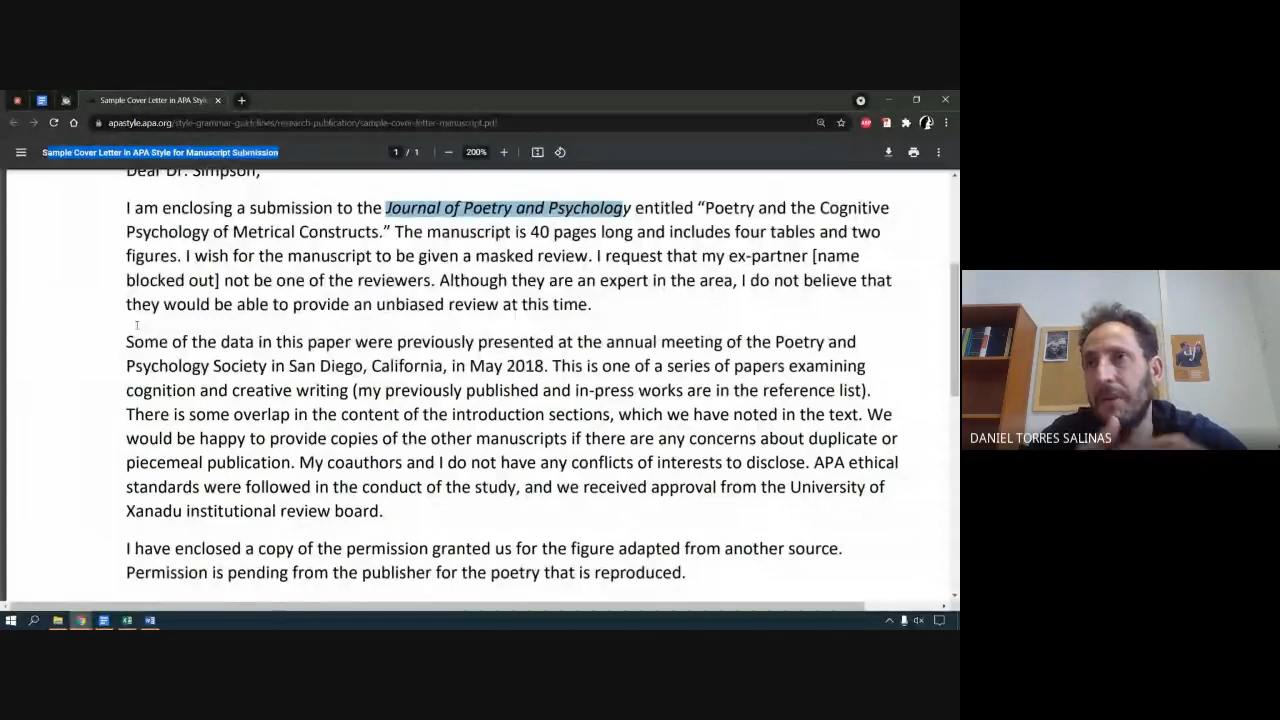 Sample Cover Letter in APA Style
apastyle.apa.org/style-grammar-guidelines/research-publication/sample-cover-letter-manuscript.pdf
Sample Cover Letter in APA Style for Manuscript Submission
1 / 1
200%
Dear Dr. Simpson,
I am enclosing a submission to the Journal of Poetry and Psychology entitled “Poetry and the Cognitive
Psychology of Metrical Constructs.” The manuscript is 40 pages long and includes four tables and two
figures. I wish for the manuscript to be given a masked review. I request that my ex-partner [name
blocked out] not be one of the reviewers. Although they are an expert in the area, I do not believe that
they would be able to provide an unbiased review at this time.
Some of the data in this paper were previously presented at the annual meeting of the Poetry and
Psychology Society in San Diego, California, in May 2018. This is one of a series of papers examining
cognition and creative writing (my previously published and in-press works are in the reference list).
There is some overlap in the content of the introduction sections, which we have noted in the text. We
would be happy to provide copies of the other manuscripts if there are any concerns about duplicate or
piecemeal publication. My coauthors and I do not have any conflicts of interests to disclose. APA ethical
standards were followed in the conduct of the study, and we received approval from the University of
Xanadu institutional review board.
I have enclosed a copy of the permission granted us for the figure adapted from another source.
Permission is pending from the publisher for the poetry that is reproduced.
DANIEL TORRES SALINAS